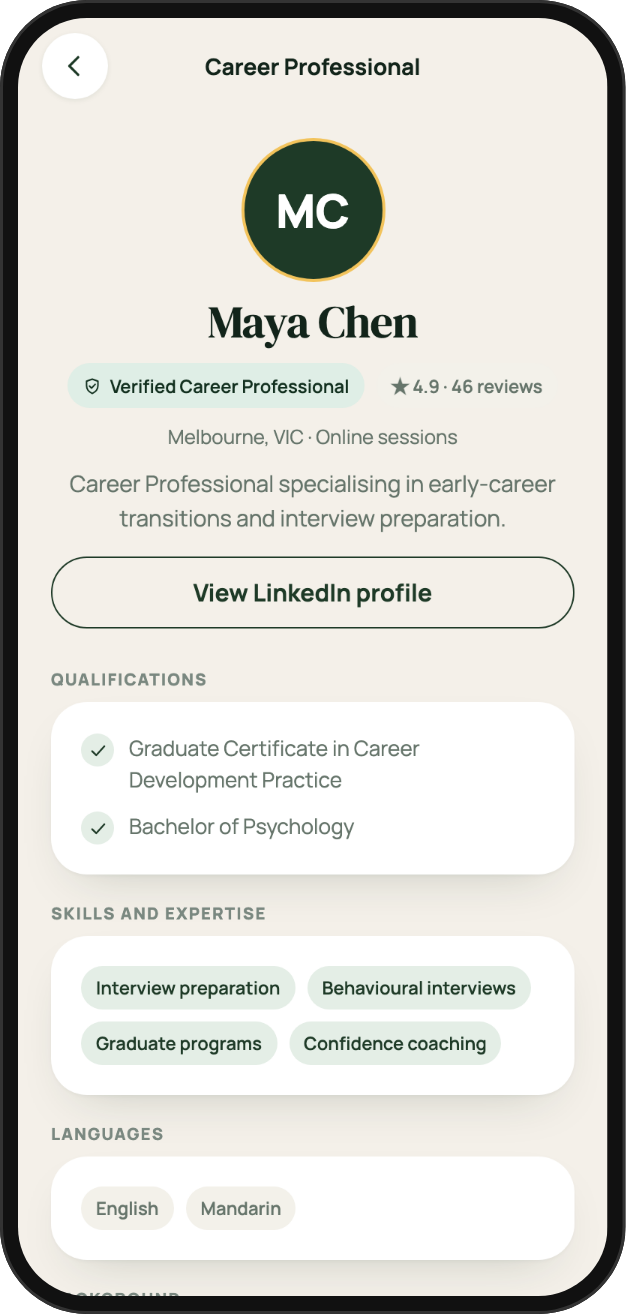 Career Professional
MC
Maya Chen
Verified Career Professional
★ 4.9 · 46 reviews
Melbourne, VIC · Online sessions
Career Professional specialising in early-career
transitions and interview preparation.
View LinkedIn profile
QUALIFICATIONS
Graduate Certificate in Career
Development Practice
Bachelor of Psychology
SKILLS AND EXPERTISE
Interview preparation
Behavioural interviews
Graduate programs
Confidence coaching
LANGUAGES
English
Mandarin